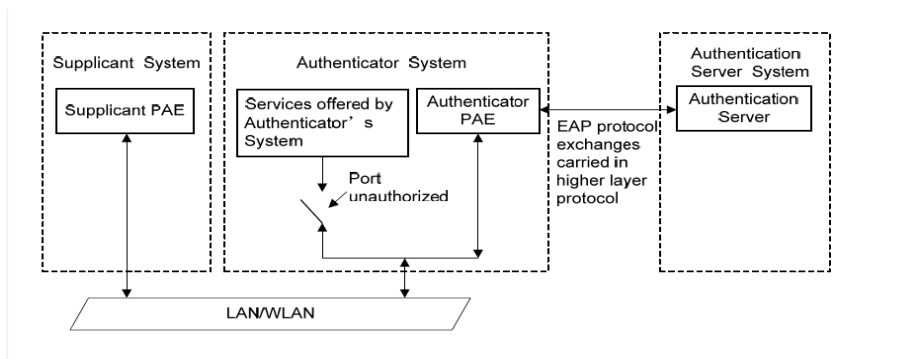 Supplicant System
Supplicant PAE
Authenticator System
Services offered by
Authenticator's
System
Authenticator
PAE
Port
unauthorized
EAP protocol
exchanges
carried in
higher layer
protocol
Authentication
Server System
Authentication
Server
LAN/WLAN